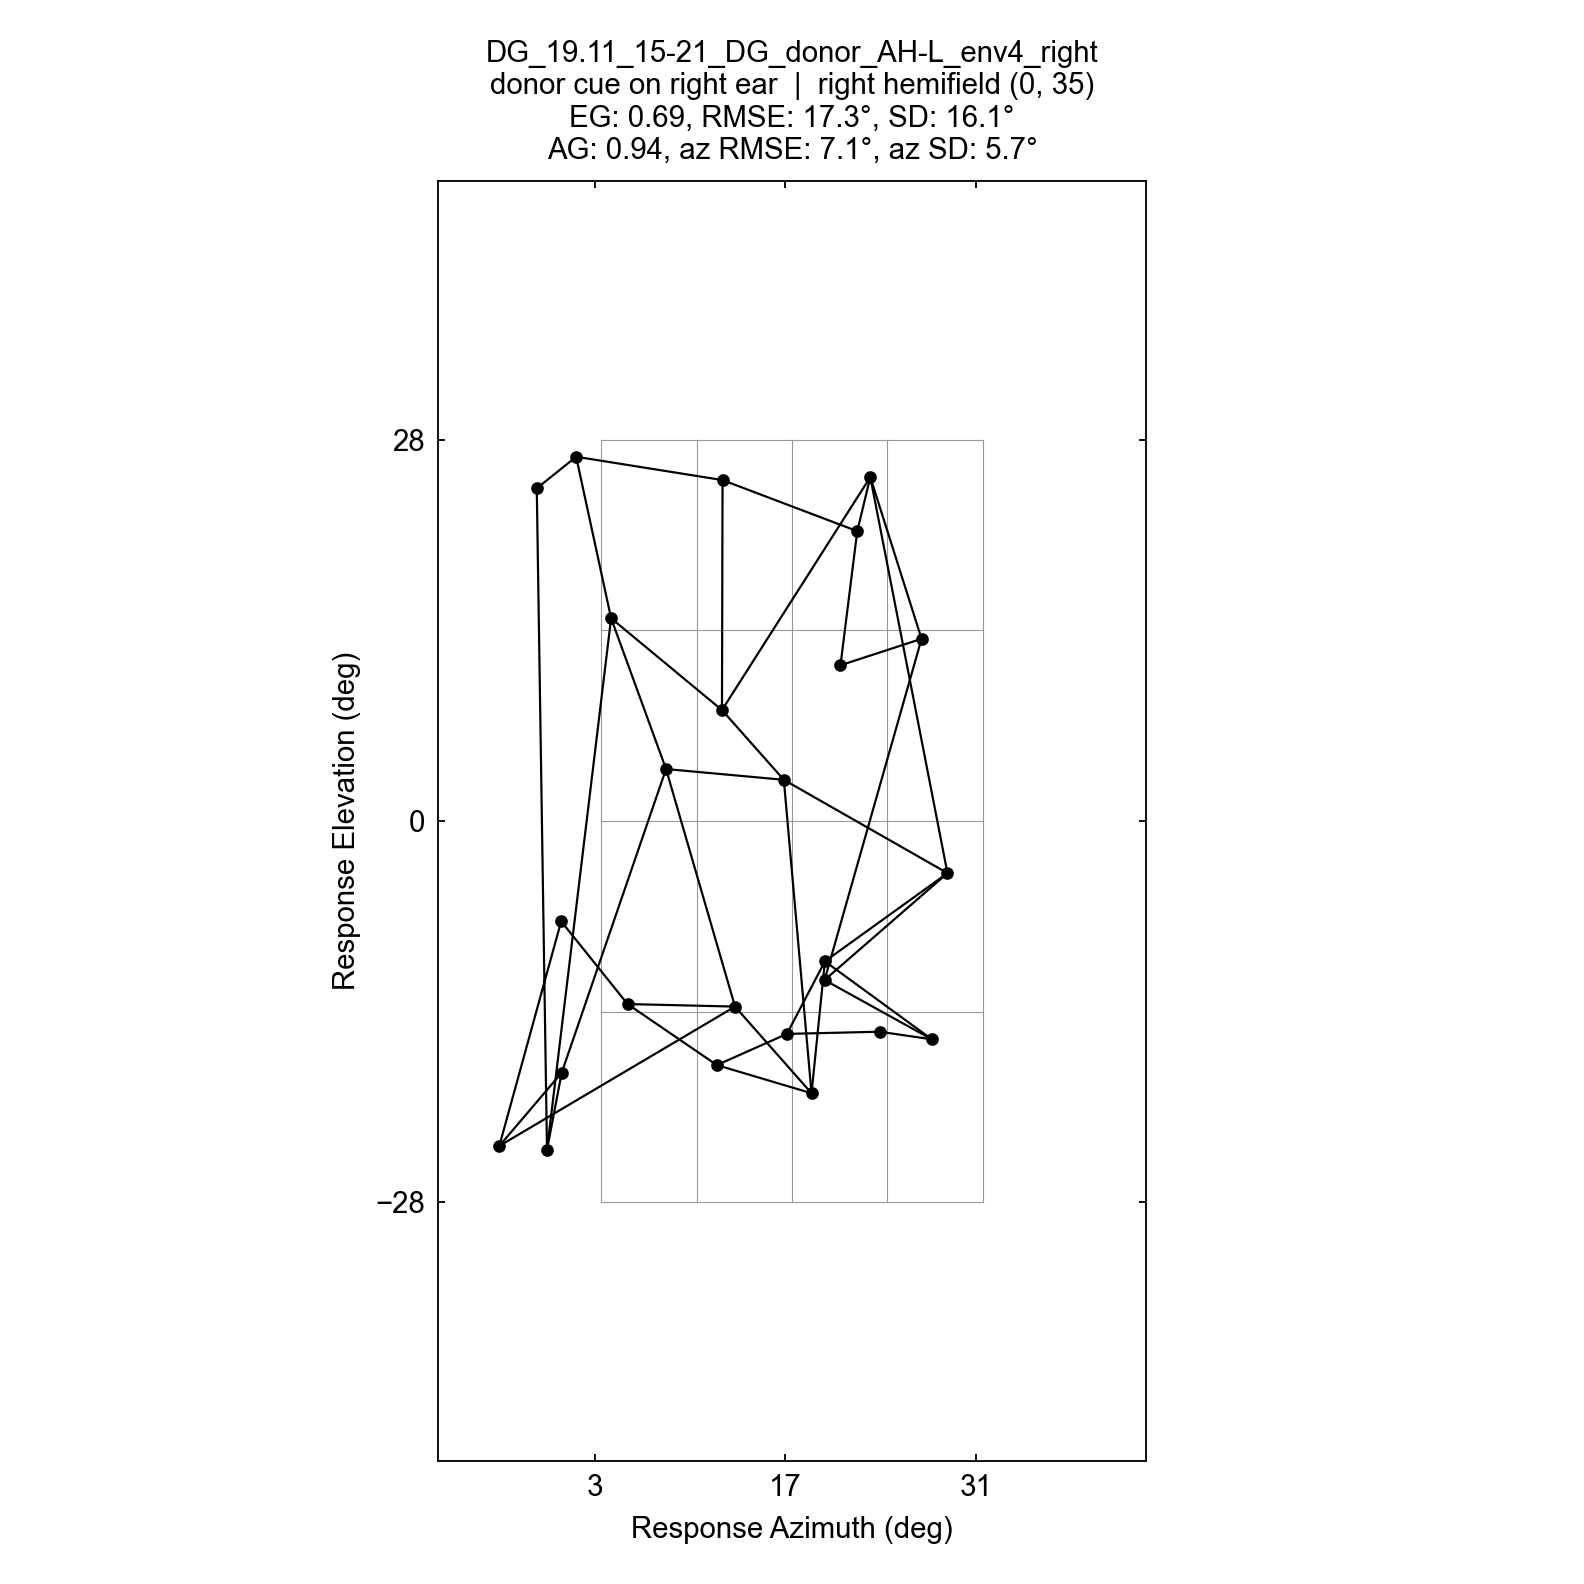 DG_19.11_15-21_DG_donor_AH-L_env4_right
donor cue on right ear | right hemifield (0, 35)
EG: 0.69, RMSE: 17.3°, SD: 16.1°
AG: 0.94, az RMSE: 7.1°, az SD: 5.7°
28
0
−28
Response Elevation (deg)
3 17 31
Response Azimuth (deg)